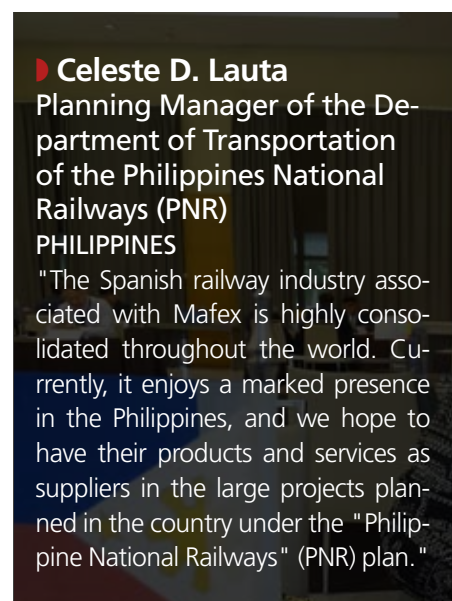 Celeste D. Lauta
Planning Manager of the De-
partment of Transportation
of the Philippines National
Railways (PNR)
PHILIPPINES
"The Spanish railway industry asso-
ciated with Mafex is highly conso-
lidated throughout the world. Cu-
rrently, it enjoys a marked presence
in the Philippines, and we hope to
have their products and services as
suppliers in the large projects plan-
ned in the country under the "Philip-
pine National Railways" (PNR) plan."